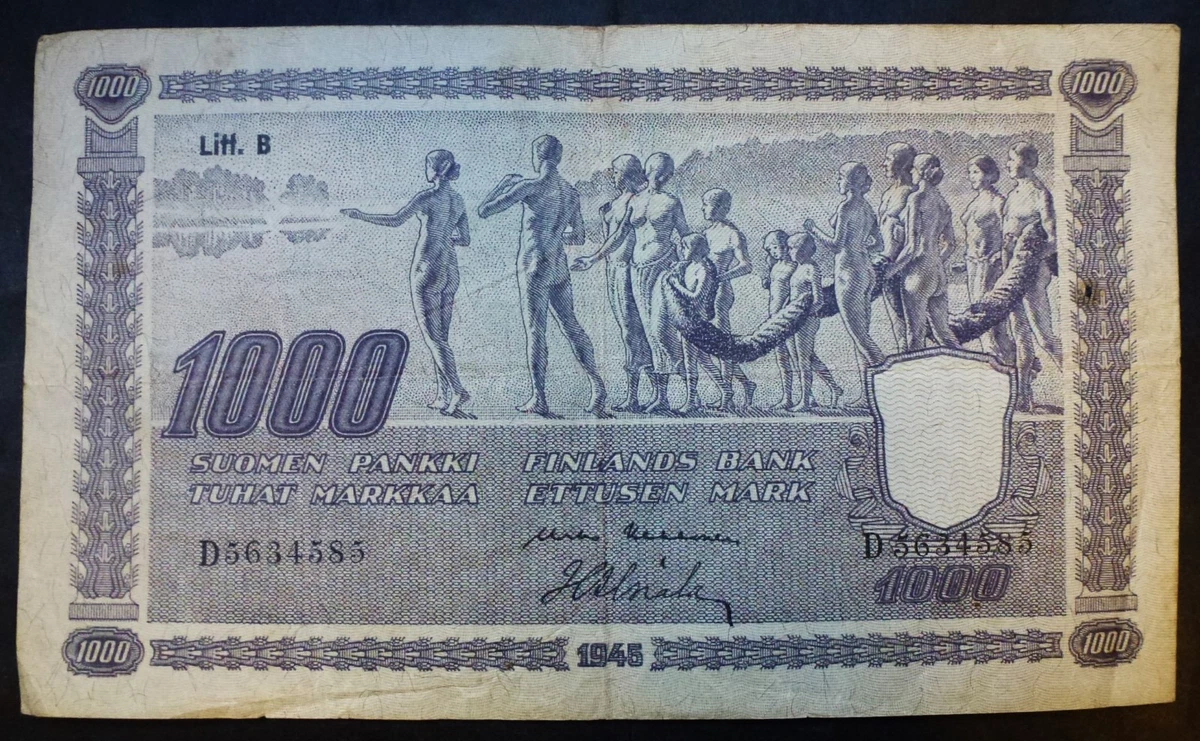 1000 1000
Litt. B
1000
SUOMEN PANKKI FINLANDS BANK
TUHAT MARKKAA ETTUSEN MARK
D5634585 D5634585
1000
1000 1945 1000